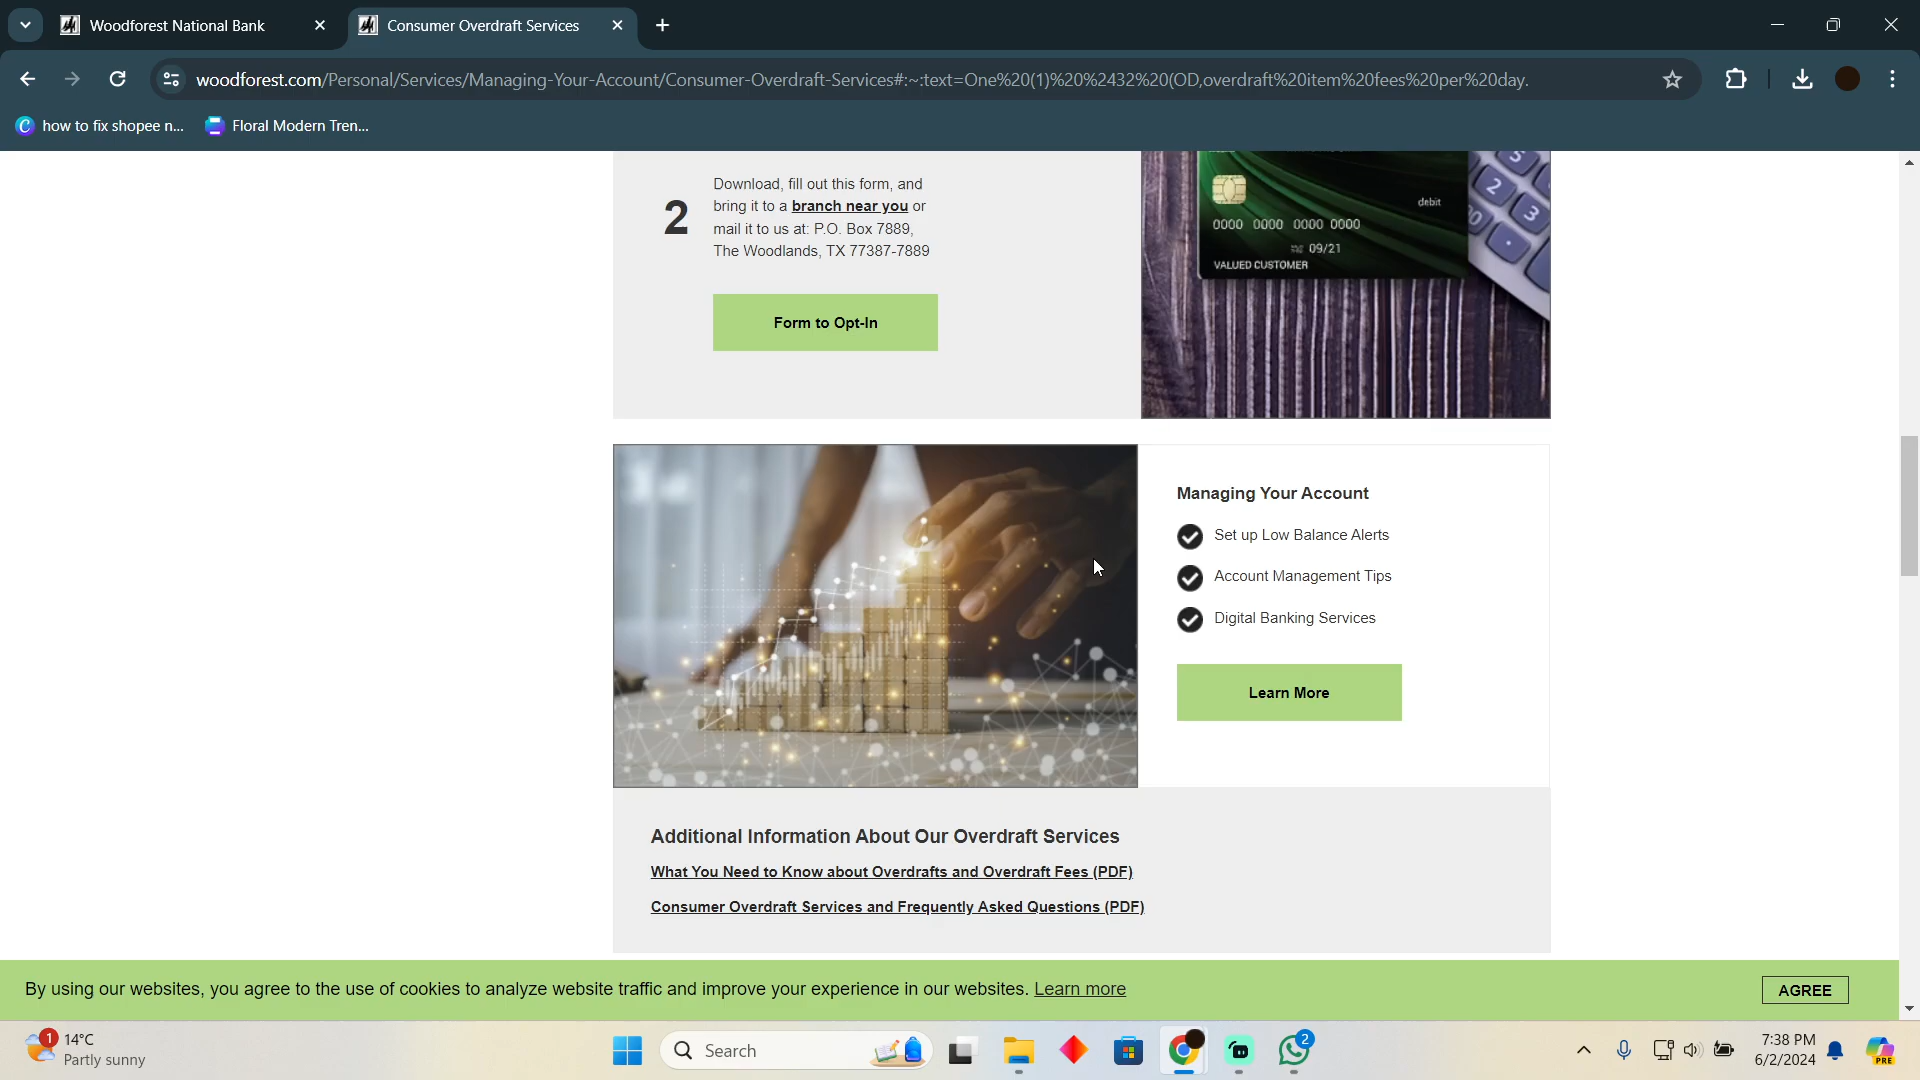 Woodforest National Bank
Consumer Overdraft Services
woodforest.com/Personal/Services/Managing-Your-Account/Consumer-Overdraft-Services#:~:text=One%20(1)%20%2432%20(OD,overdraft%20item%20fees%20per%20day.
how to fix shopee n...
Floral Modern Tren...
2
Download, fill out this form, and
bring it to a branch near you or
mail it to us at: P.O. Box 7889,
The Woodlands, TX 77387-7889
Form to Opt-In
debit
0000 0000 0000 0000
09/21
VALUED CUSTOMER
5
2
3
Managing Your Account
Set up Low Balance Alerts
Account Management Tips
Digital Banking Services
Learn More
Additional Information About Our Overdraft Services
What You Need to Know about Overdrafts and Overdraft Fees (PDF)
Consumer Overdraft Services and Frequently Asked Questions (PDF)
By using our websites, you agree to the use of cookies to analyze website traffic and improve your experience in our websites. Learn more
AGREE
1
14°C
Partly sunny
Search
2
7:38 PM
6/2/2024
PRE